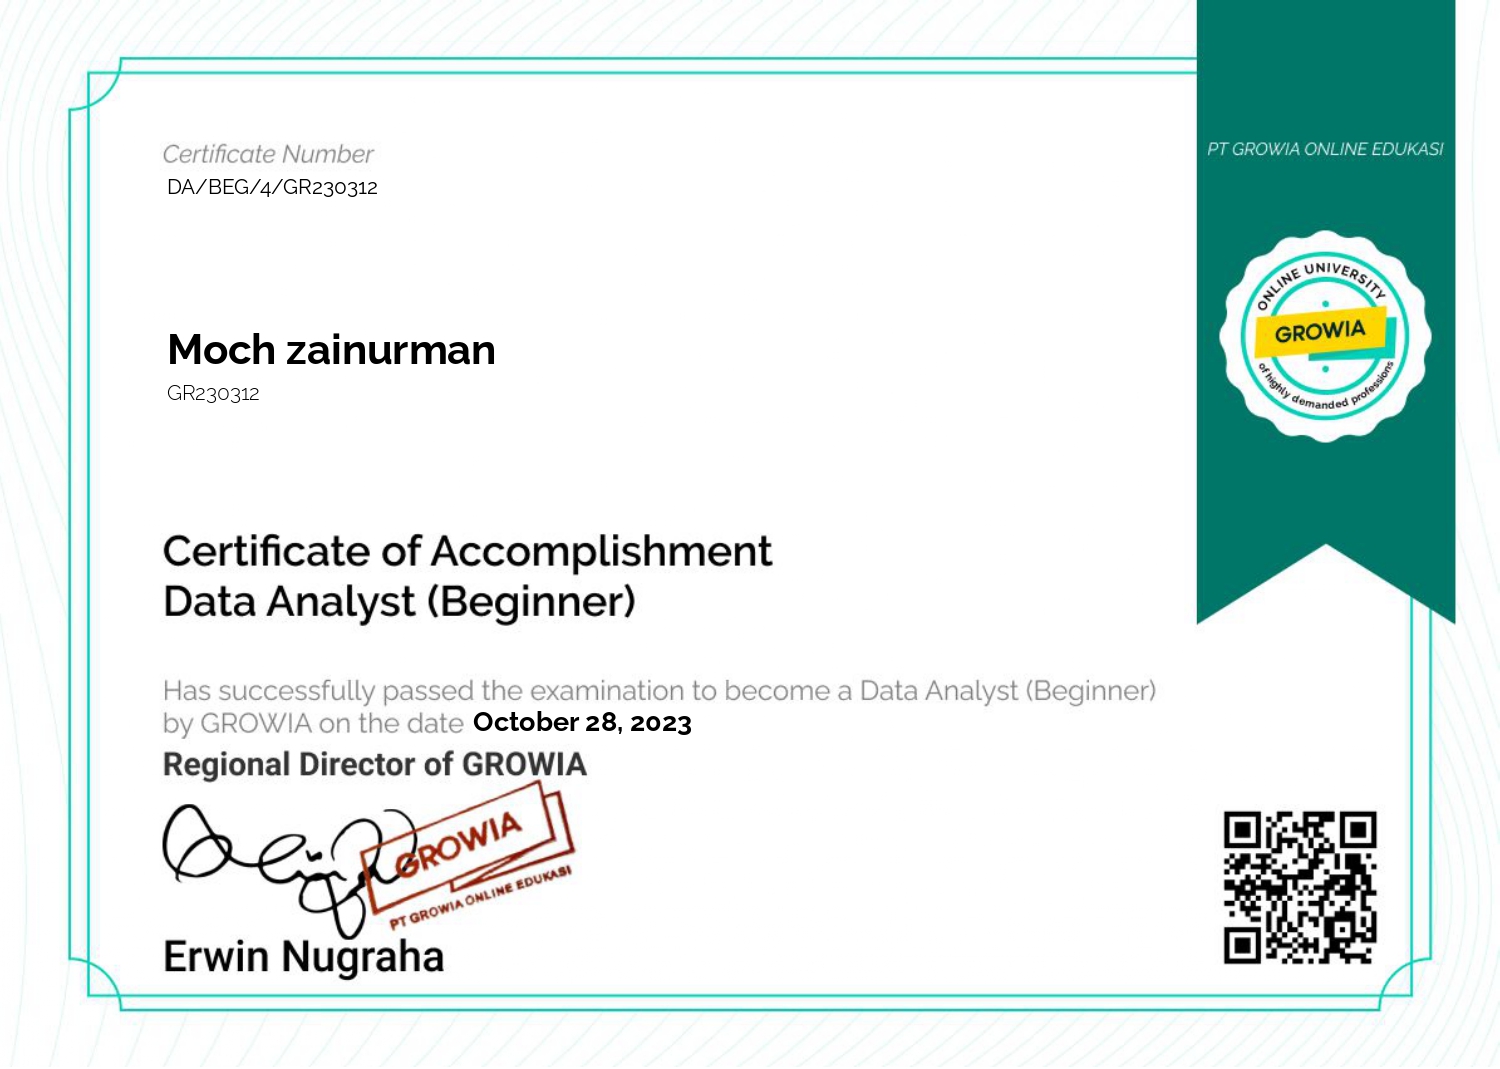 Certificate Number
DA/BEG/4/GR230312
PT GROWIA ONLINE EDUKASI
ONLINE UNIVERSITY
GROWIA
of highly demanded professions
Moch zainurman
GR230312
Certificate of Accomplishment
Data Analyst (Beginner)
Has successfully passed the examination to become a Data Analyst (Beginner)
by GROWIA on the date October 28, 2023
Regional Director of GROWIA
GROWIA
PT GROWIA ONLINE EDUKASI
Erwin Nugraha